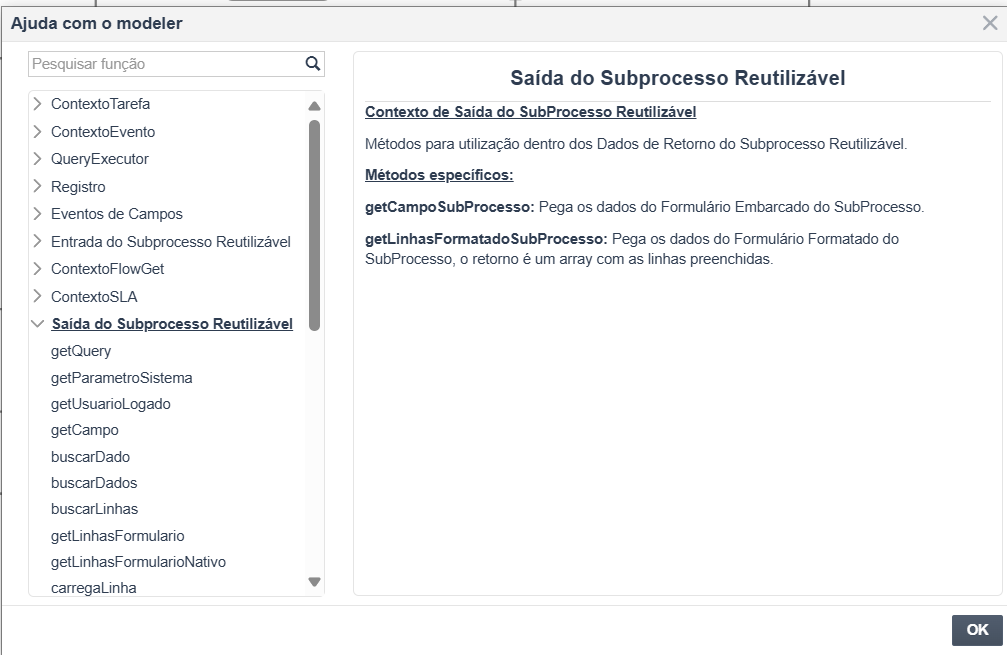 Ajuda com o modeler
Pesquisar função
ContextoTarefa
ContextoEvento
QueryExecutor
Registro
Eventos de Campos
Entrada do Subprocesso Reutilizável
ContextoFlowGet
ContextoSLA
Saída do Subprocesso Reutilizável
getQuery
getParametroSistema
getUsuarioLogado
getCampo
buscarDado
buscarDados
buscarLinhas
getLinhasFormulario
getLinhasFormularioNativo
carregaLinha
Saída do Subprocesso Reutilizável
Contexto de Saída do SubProcesso Reutilizável
Métodos para utilização dentro dos Dados de Retorno do Subprocesso Reutilizável.
Métodos específicos:
getCampoSubProcesso: Pega os dados do Formulário Embarcado do SubProcesso.
getLinhasFormatadoSubProcesso: Pega os dados do Formulário Formatado do
SubProcesso, o retorno é um array com as linhas preenchidas.
OK